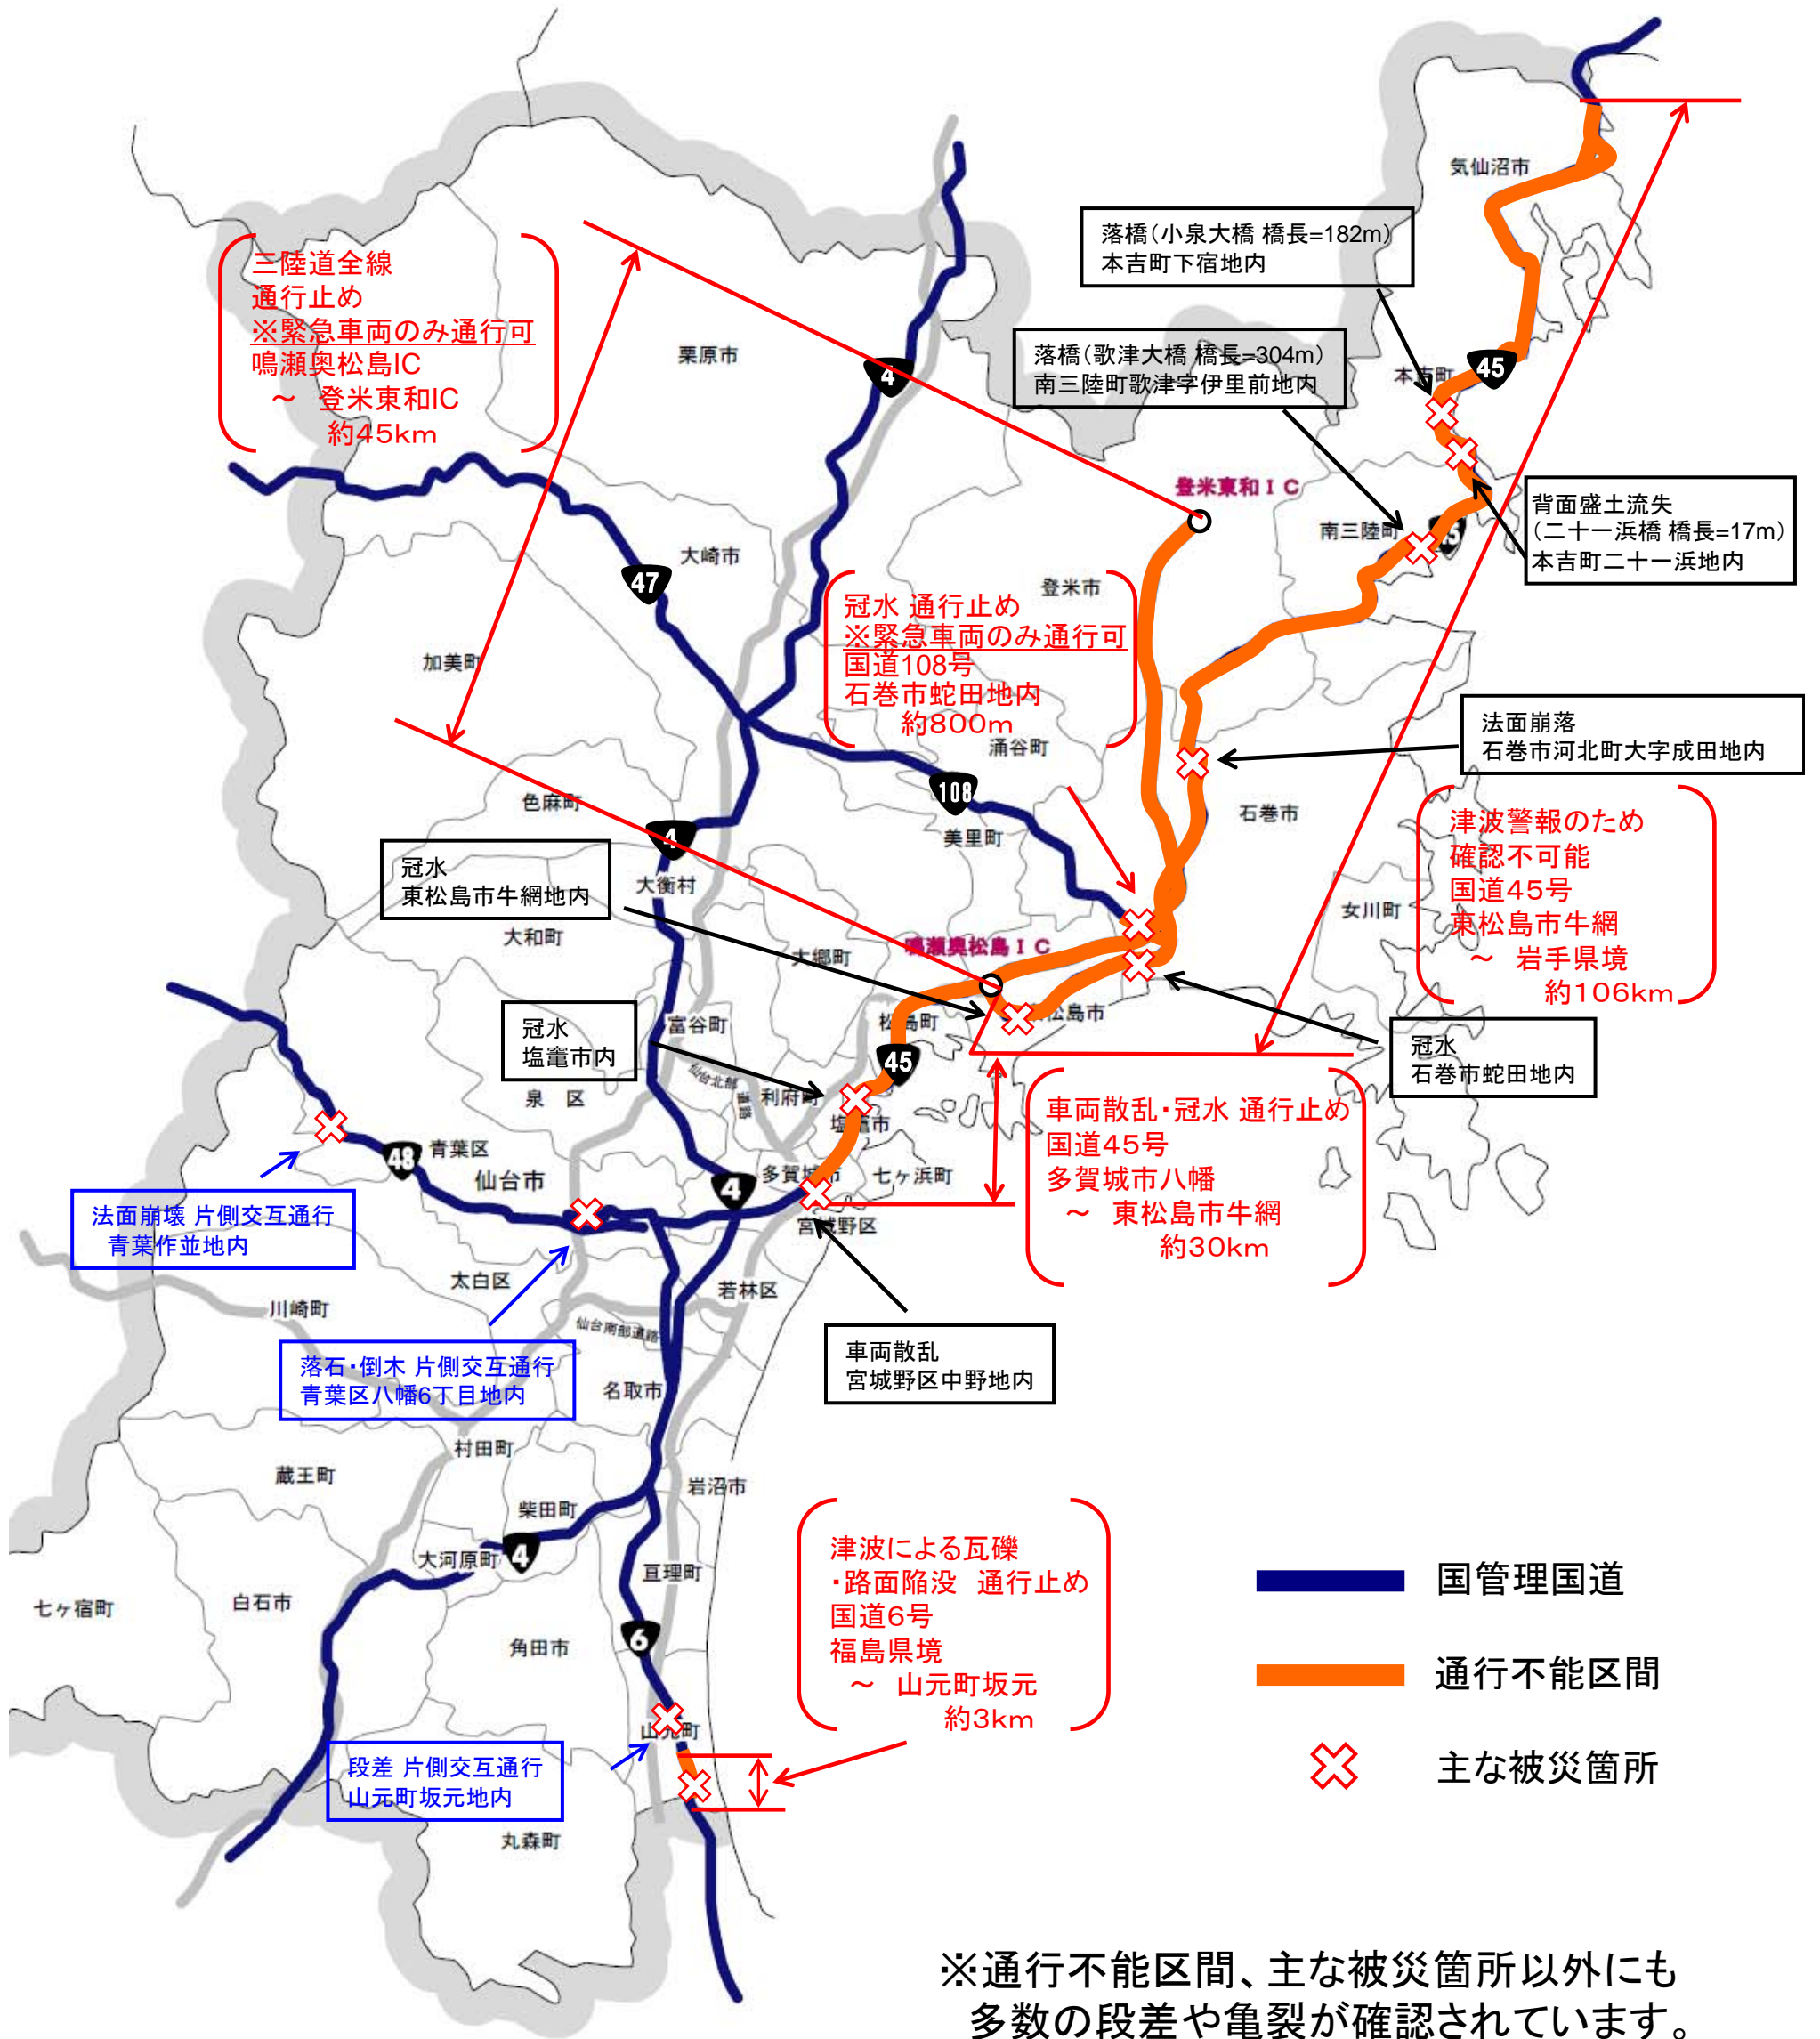 気仙沼市
落橋(小泉大橋 橋長=182m)
本吉町下宿地内
三陸道全線
通行止め
※緊急車両のみ通行可
鳴瀬奥松島IC
～ 登米東和IC
約45km
栗原市
4
落橋(歌津大橋 橋長=304m)
南三陸町歌津字伊里前地内
本吉町
45
登米東和IC
背面盛土流失
(二十一浜橋 橋長=17m)
本吉町二十一浜地内
南三陸町
大崎市
47
登米市
冠水 通行止め
※緊急車両のみ通行可
国道108号
石巻市蛇田地内
約800m
加美町
涌谷町
法面崩落
石巻市河北町大字成田地内
色麻町
108
4
美里町
石巻市
津波警報のため
確認不可能
国道45号
東松島市牛網
～ 岩手県境
約106km
冠水
東松島市牛網地内
大衡村
大和町
女川町
大郷町
鳴瀬奥松島IC
冠水
塩竈市内
富谷町
松島町
東松島市
45
冠水
石巻市蛇田地内
仙台北部
道路
利府町
泉 区
塩竈市
車両散乱・冠水 通行止め
国道45号
多賀城市八幡
～ 東松島市牛網
約30km
48
青葉区
仙台市
4
多賀城市
七ヶ浜町
宮城野区
法面崩壊 片側交互通行
青葉作並地内
太白区
若林区
川崎町
仙台南部道路
落石・倒木 片側交互通行
青葉区八幡6丁目地内
車両散乱
宮城野区中野地内
名取市
村田町
蔵王町
岩沼市
柴田町
大河原町
4
亘理町
津波による瓦礫
・路面陥没 通行止め
国道6号
福島県境
～ 山元町坂元
約3km
七ヶ宿町
白石市
角田市
6
山元町
段差 片側交互通行
山元町坂元地内
丸森町
国管理国道
通行不能区間
主な被災箇所
※通行不能区間、主な被災箇所以外にも
多数の段差や亀裂が確認されています。